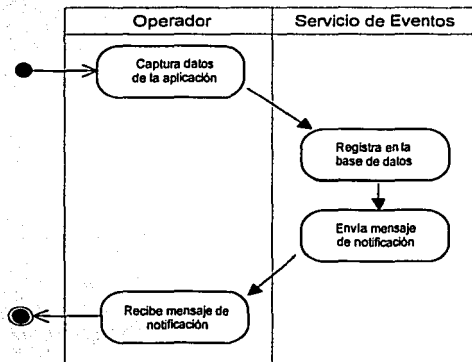 Operador
Servicio de Eventos
Captura datos
de la aplicación
Registra en la
base de datos
Envía mensaje
de notificación
Recibe mensaje de
notificación